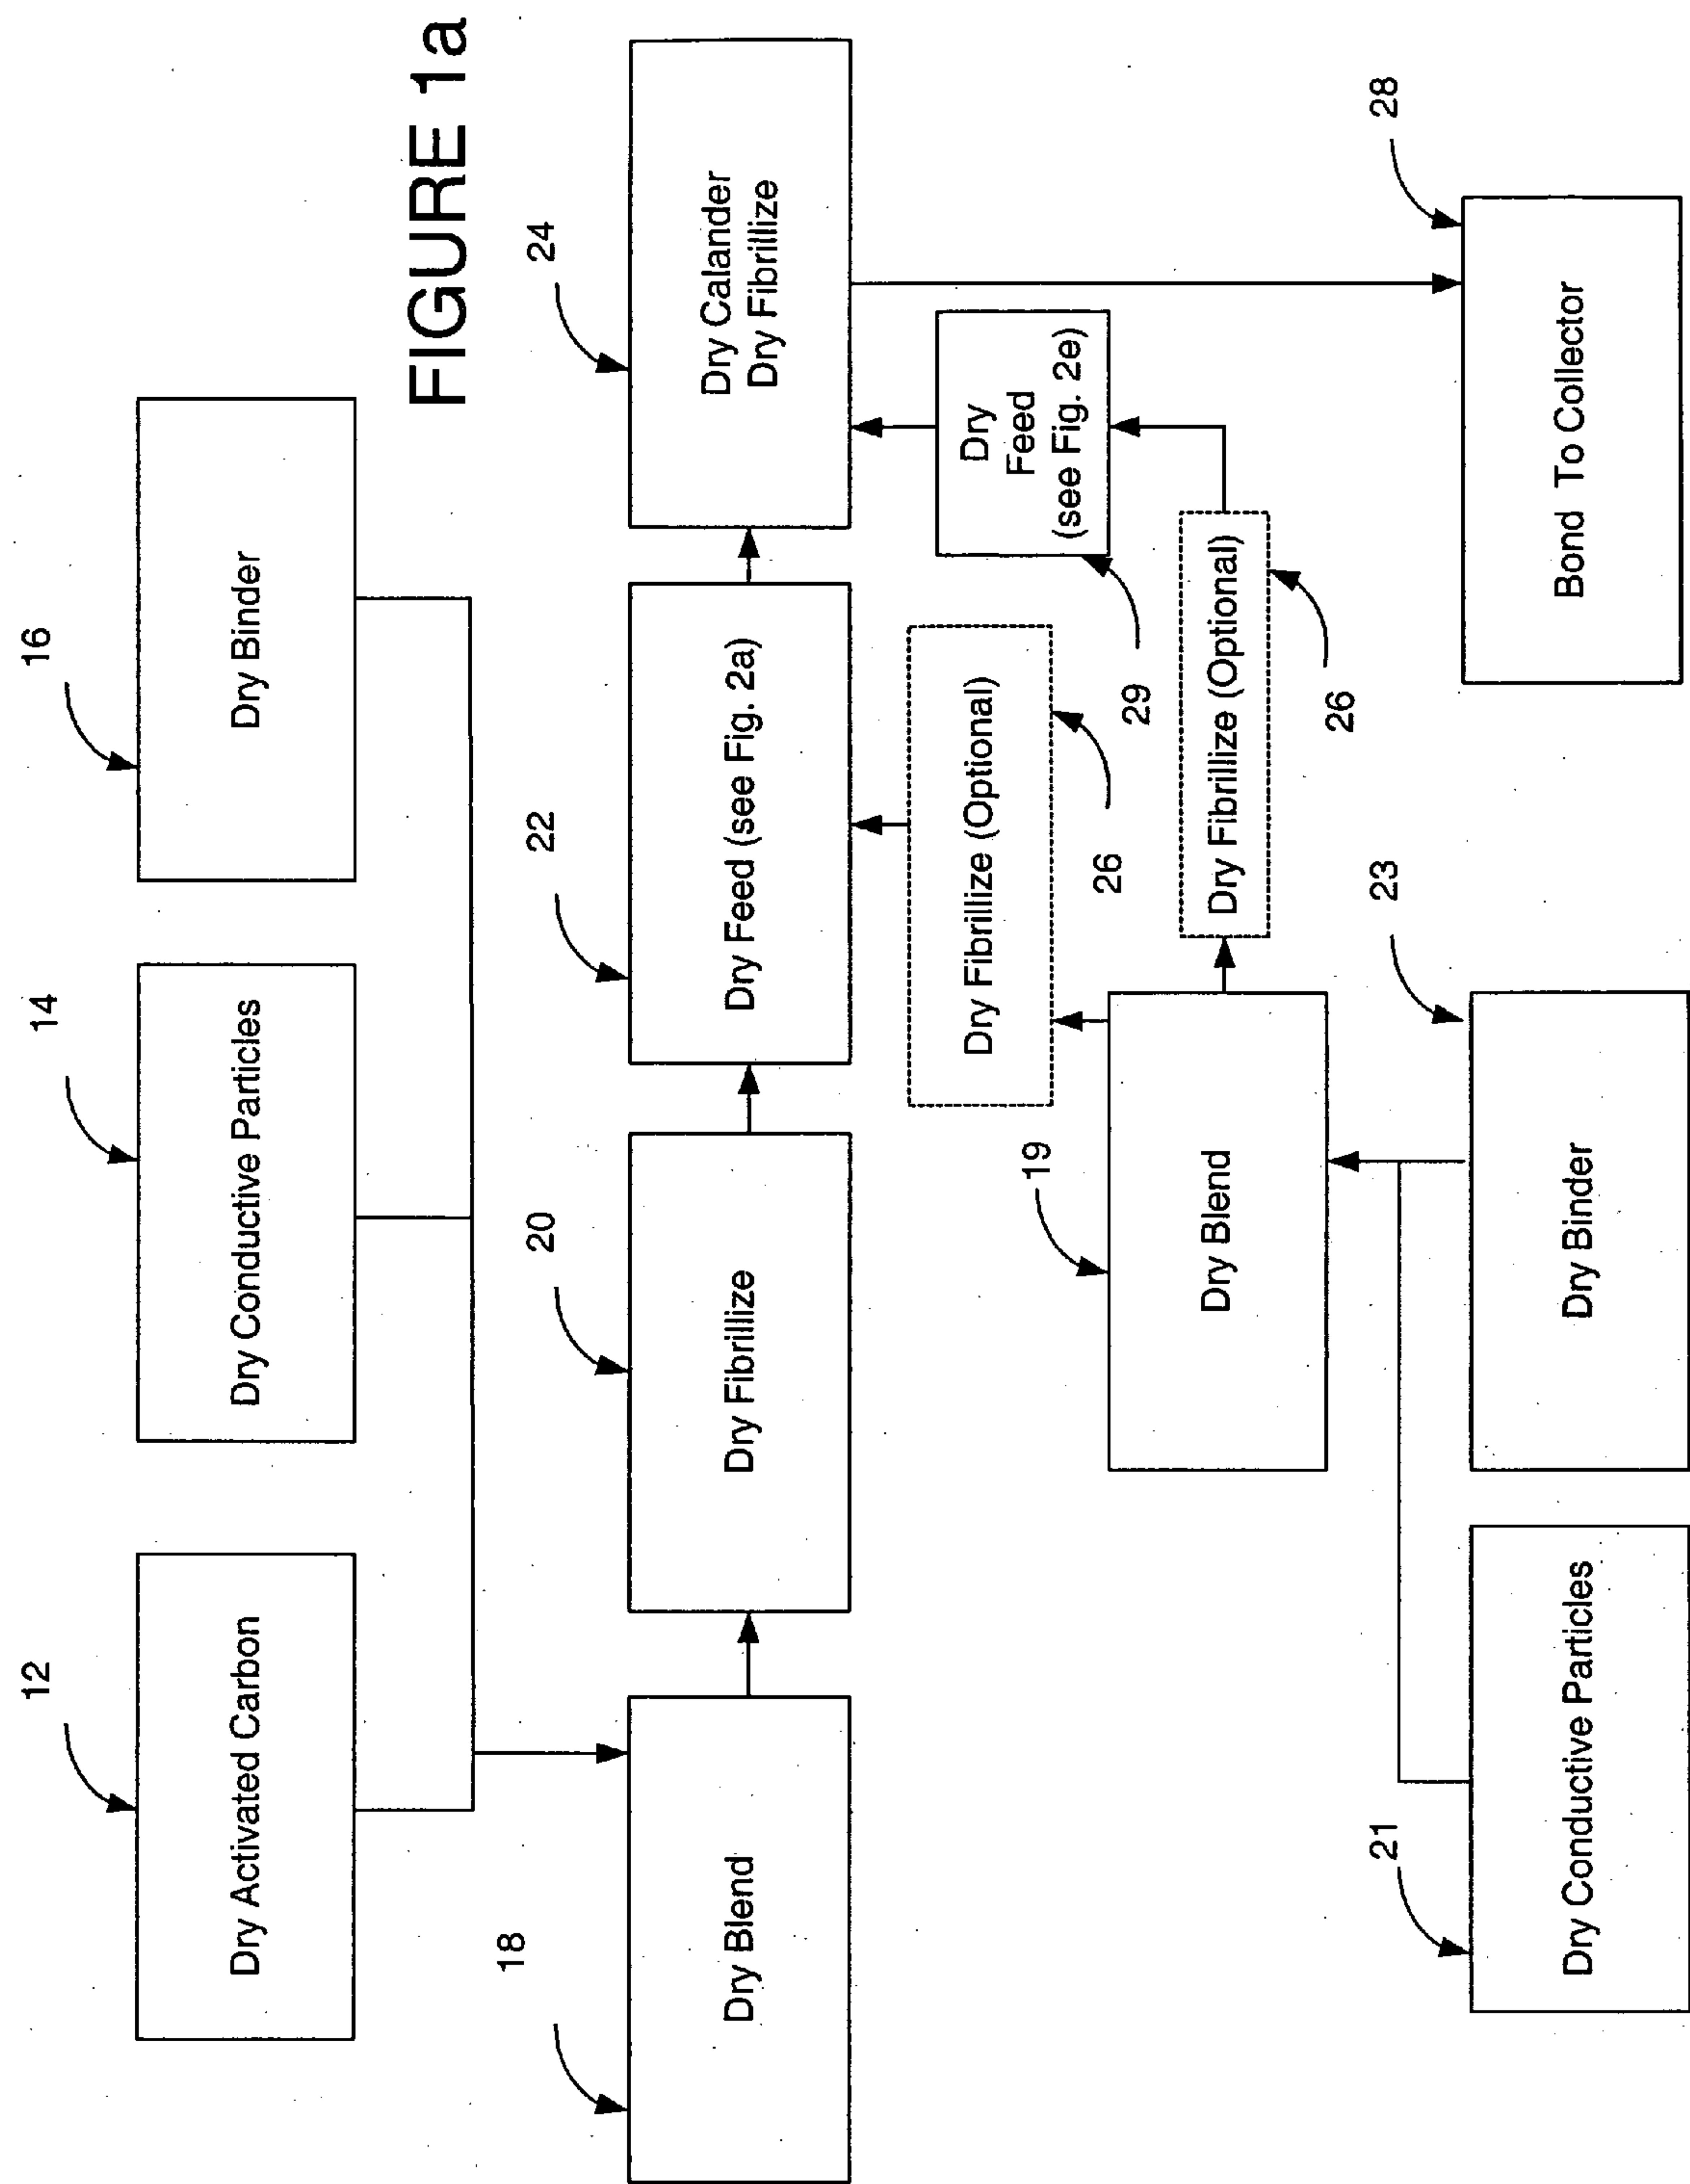 12
14
16
Dry Activated Carbon
Dry Conductive Particles
Dry Binder
FIGURE 1a
18
20
22
24
Dry Blend
Dry Fibrillize
Dry Feed (see Fig. 2a)
Dry Calander
Dry Fibrillize
Dry Fibrillize (Optional)
26
Dry
Feed
(see Fig. 2e)
29
19
Dry Blend
Dry Fibrillize (Optional)
26
21
23
28
Dry Conductive Particles
Dry Binder
Bond To Collector